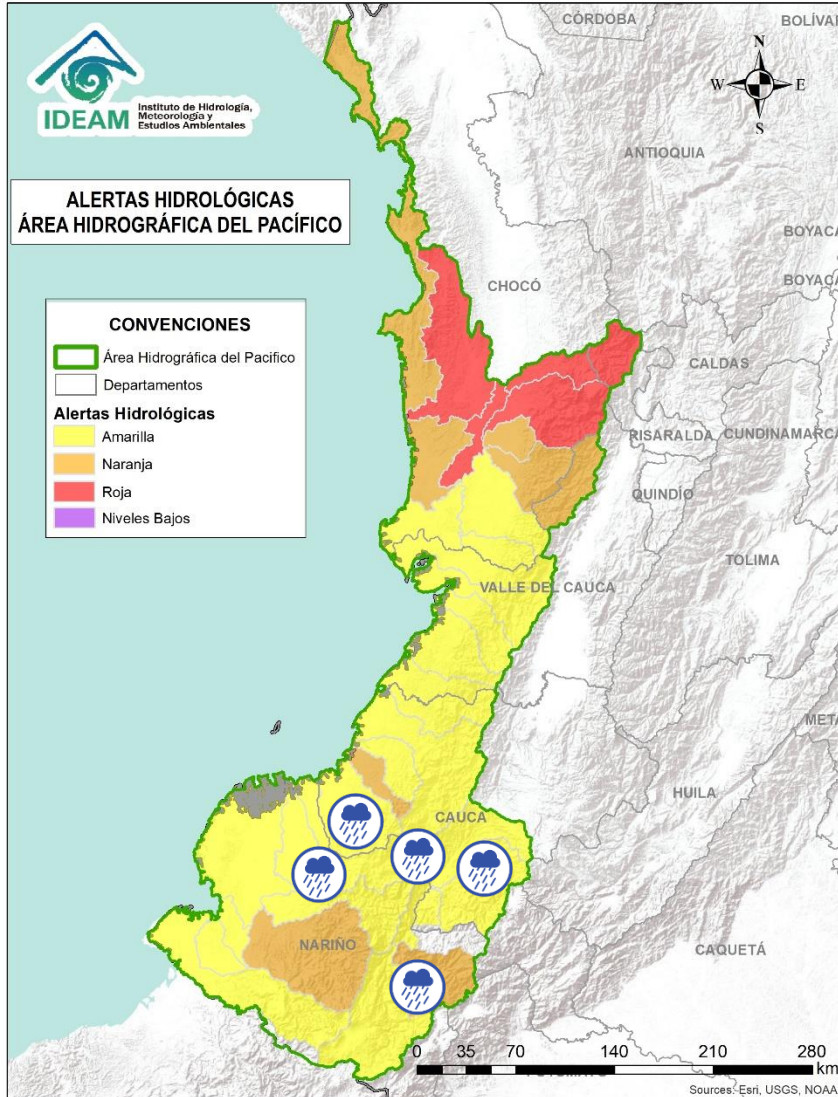 CÓRDOBA
BOLÍVAR
IDEAM
Instituto de Hidrología,
Meteorología y
Estudios Ambientales
N
W
E
S
ANTIOQUIA
ALERTAS HIDROLÓGICAS
ÁREA HIDROGRÁFICA DEL PACÍFICO
BOYACÁ
BOYACÁ
CHOCÓ
CONVENCIONES
Área Hidrográfica del Pacifico
Departamentos
Alertas Hidrológicas
Amarilla
Naranja
Roja
Niveles Bajos
CALDAS
RISARALDA
CUNDINAMARCA
QUINDÍO
TOLIMA
VALLE DEL CAUCA
META
HUILA
CAUCA
NARIÑO
CAQUETÁ
0 35 70 140 210 280
km
Sources: Esri, USGS, NOAA